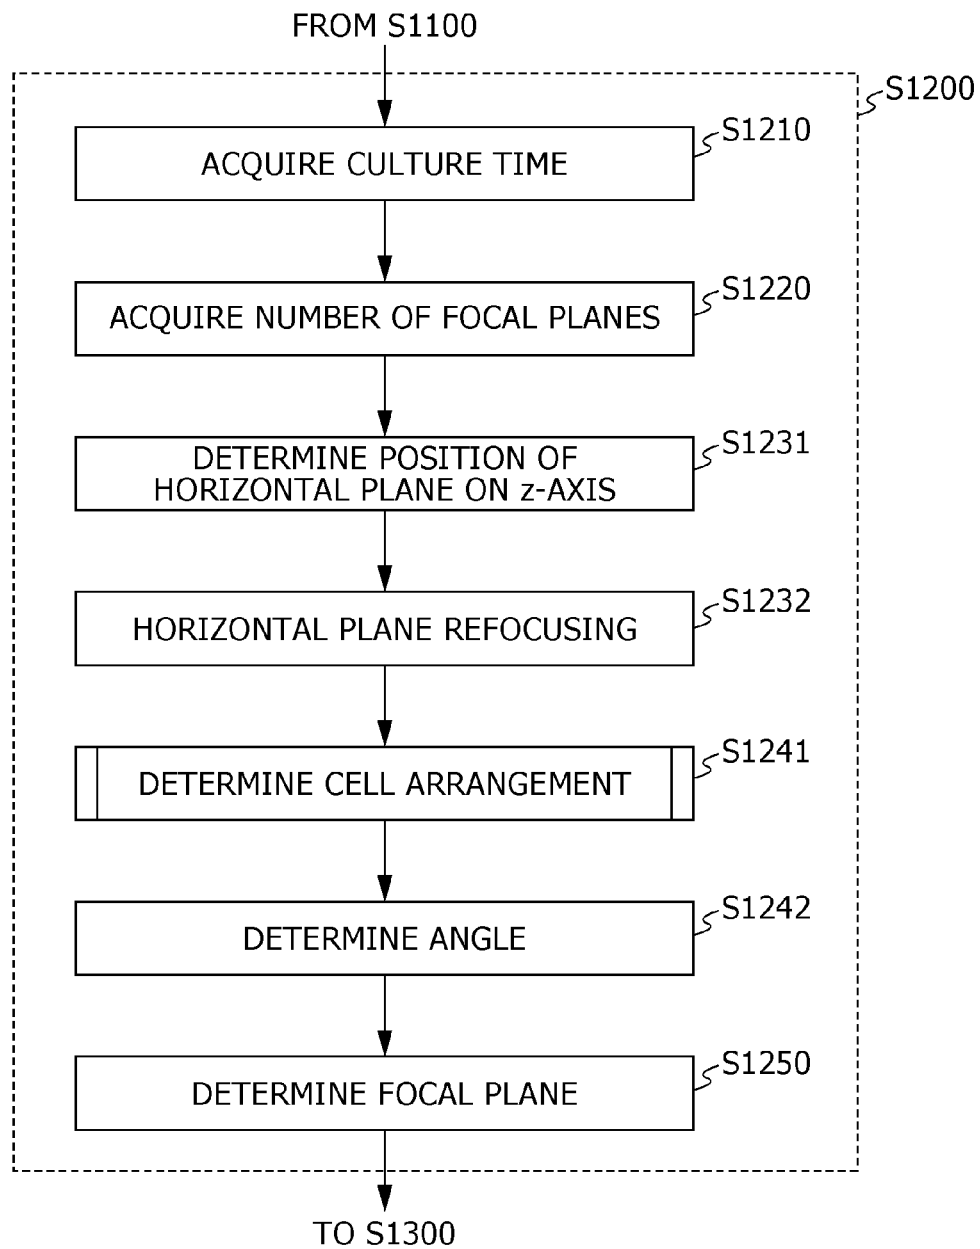 FROM S1100
S1200
S1210
ACQUIRE CULTURE TIME
S1220
ACQUIRE NUMBER OF FOCAL PLANES
S1231
DETERMINE POSITION OF
HORIZONTAL PLANE ON z-AXIS
S1232
HORIZONTAL PLANE REFOCUSING
S1241
DETERMINE CELL ARRANGEMENT
S1242
DETERMINE ANGLE
S1250
DETERMINE FOCAL PLANE
TO S1300